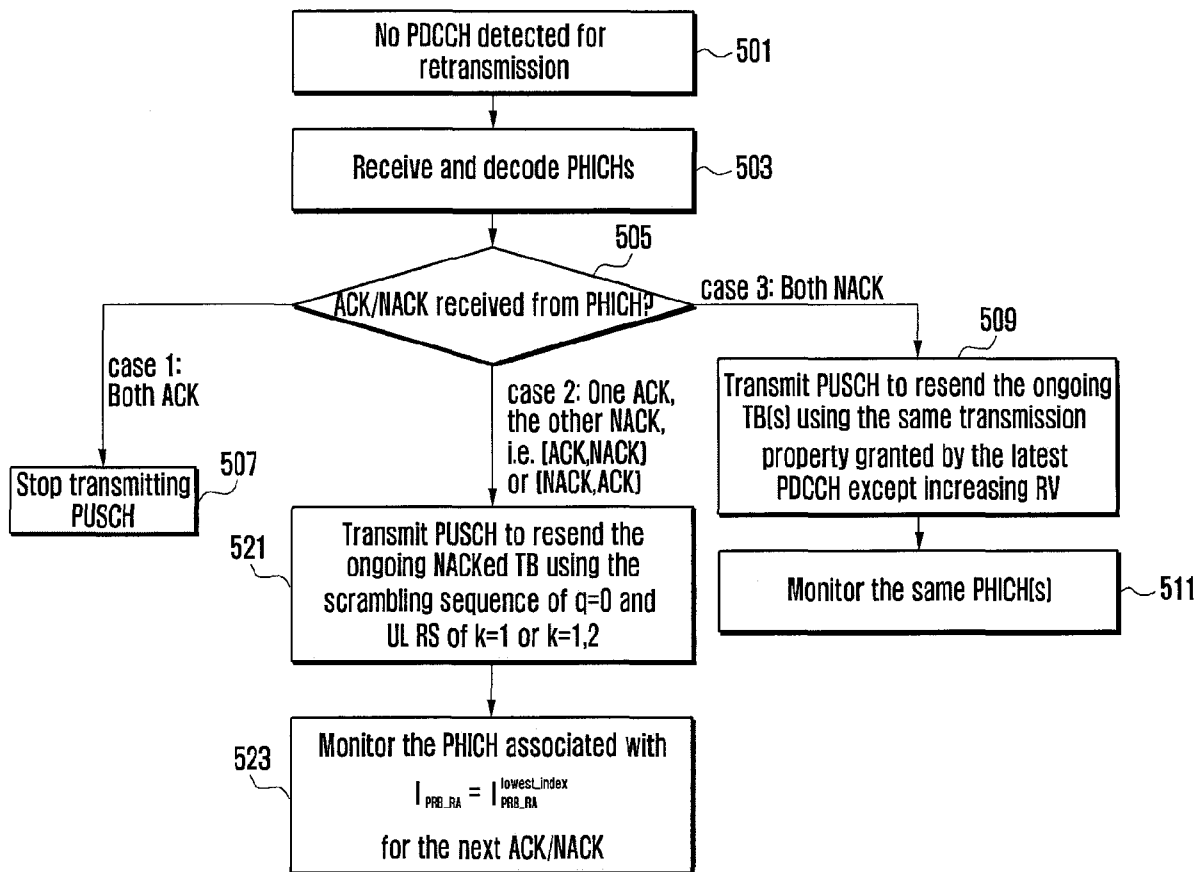 No PDCCH detected for
retransmission
501
Receive and decode PHICHs
503
505
ACK/NACK received from PHICH?
case 1:
Both ACK
case 2: One ACK,
the other NACK,
i.e. [ACK,NACK]
or [NACK,ACK]
case 3: Both NACK
507
Stop transmitting
PUSCH
509
Transmit PUSCH to resend the ongoing
TB(s) using the same transmission
property granted by the latest
PDCCH except increasing RV
Monitor the same PHICH(s)
511
521
Transmit PUSCH to resend the
ongoing NACKed TB using the
scrambling sequence of q=0 and
UL RS of k=1 or k=1,2
523
Monitor the PHICH associated with
I PRB_RA = I PRB_RA lowest_index
for the next ACK/NACK